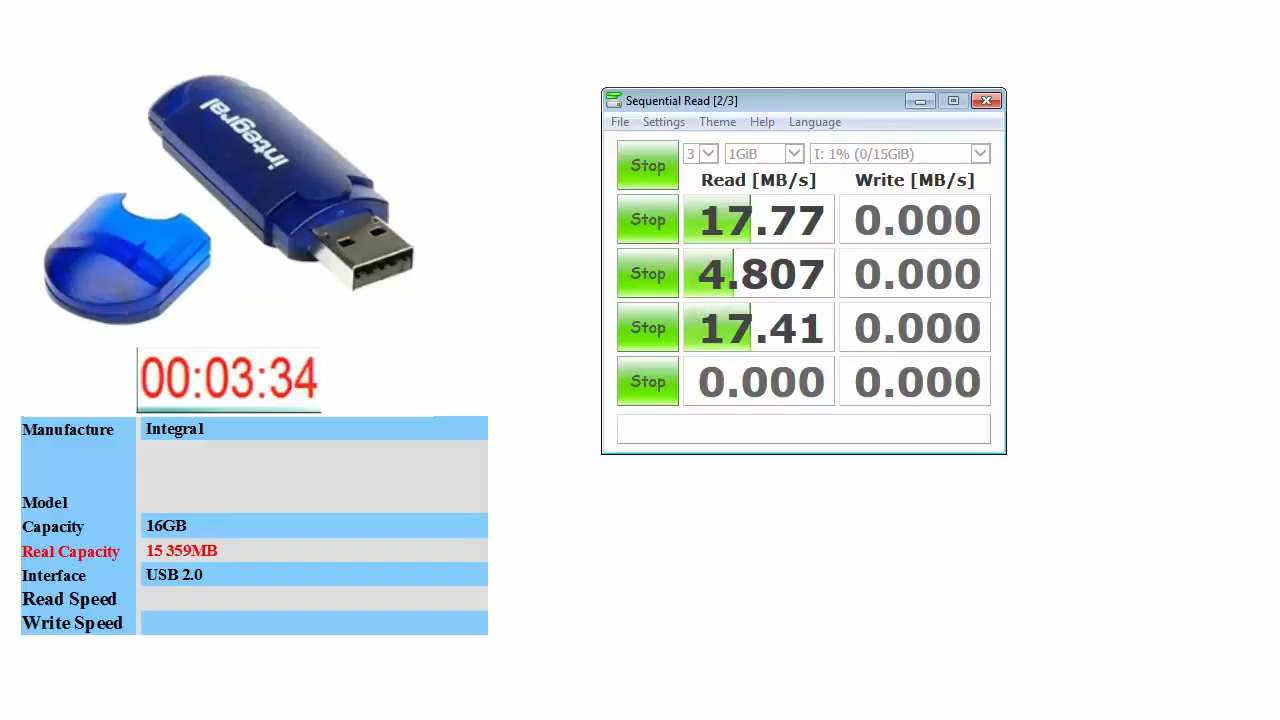 integral
00:03:34
Manufacture Integral
Model
Capacity 16GB
Real Capacity 15 359MB
Interface USB 2.0
Read Speed
Write Speed
Sequential Read [2/3]
File Settings Theme Help Language
Stop 3 1GiB I: 1% (0/15GiB)
Read [MB/s] Write [MB/s]
Stop 17.77 0.000
Stop 4.807 0.000
Stop 17.41 0.000
Stop 0.000 0.000